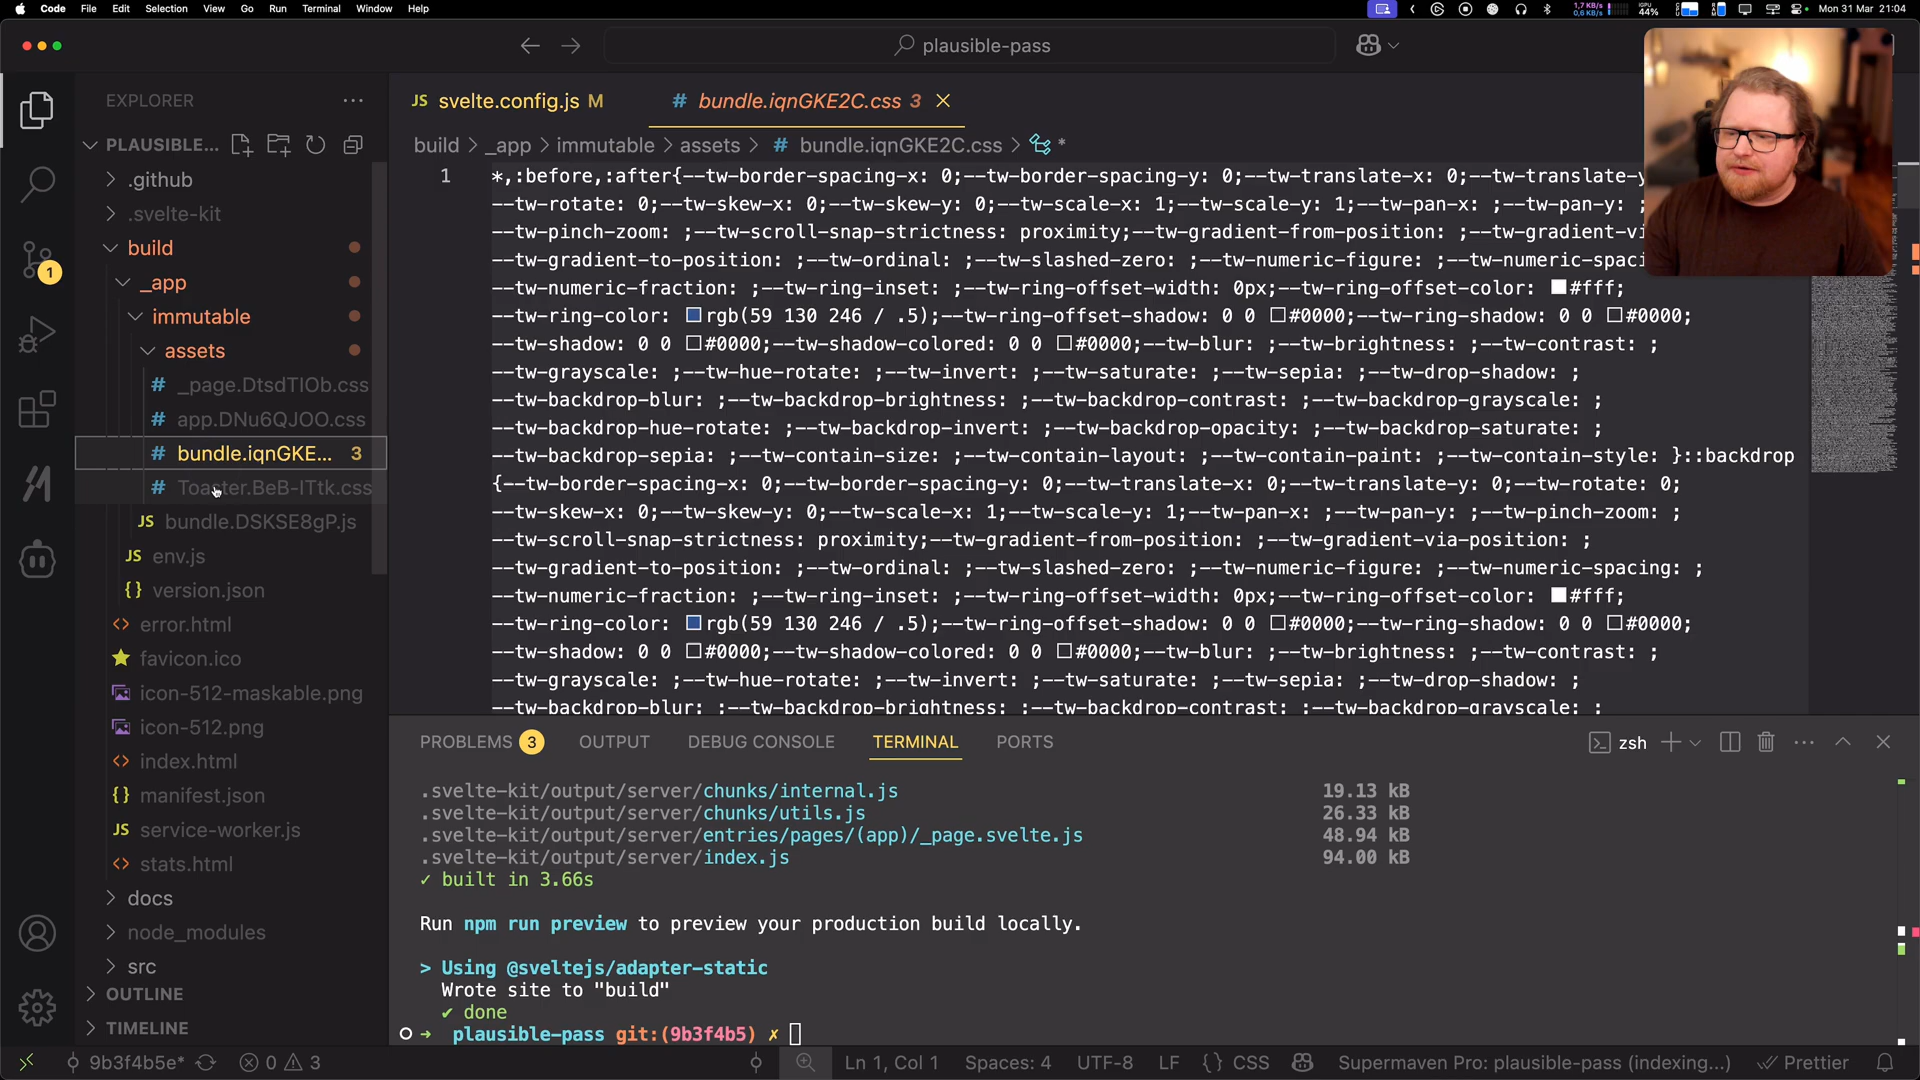 Code File Edit Selection View Go Run Terminal Window Help
1,7 KB/s
0,6 KB/s
IGPU
44%
Mon 31 Mar 21:04
plausible-pass
EXPLORER
PLAUSIBLE...
.github
.svelte-kit
build
_app
immutable
assets
_page.DtsdTIOb.css
app.DNu6QJOO.css
bundle.iqnGKE... 3
Toaster.BeB-ITtk.css
JS bundle.DSKSE8gP.js
JS env.js
{} version.json
<> error.html
favicon.ico
icon-512-maskable.png
icon-512.png
<> index.html
{} manifest.json
JS service-worker.js
<> stats.html
docs
node_modules
src
OUTLINE
TIMELINE
1
JS svelte.config.js M
# bundle.iqnGKE2C.css 3
build > _app > immutable > assets > # bundle.iqnGKE2C.css > *
1 *,:before,:after{--tw-border-spacing-x: 0;--tw-border-spacing-y: 0;--tw-translate-x: 0;--tw-translate-y
--tw-rotate: 0;--tw-skew-x: 0;--tw-skew-y: 0;--tw-scale-x: 1;--tw-scale-y: 1;--tw-pan-x: ;--tw-pan-y: ;
--tw-pinch-zoom: ;--tw-scroll-snap-strictness: proximity;--tw-gradient-from-position: ;--tw-gradient-vi
--tw-gradient-to-position: ;--tw-ordinal: ;--tw-slashed-zero: ;--tw-numeric-figure: ;--tw-numeric-spaci
--tw-numeric-fraction: ;--tw-ring-inset: ;--tw-ring-offset-width: 0px;--tw-ring-offset-color: #fff;
--tw-ring-color: rgb(59 130 246 / .5);--tw-ring-offset-shadow: 0 0 #0000;--tw-ring-shadow: 0 0 #0000;
--tw-shadow: 0 0 #0000;--tw-shadow-colored: 0 0 #0000;--tw-blur: ;--tw-brightness: ;--tw-contrast: ;
--tw-grayscale: ;--tw-hue-rotate: ;--tw-invert: ;--tw-saturate: ;--tw-sepia: ;--tw-drop-shadow: ;
--tw-backdrop-blur: ;--tw-backdrop-brightness: ;--tw-backdrop-contrast: ;--tw-backdrop-grayscale: ;
--tw-backdrop-hue-rotate: ;--tw-backdrop-invert: ;--tw-backdrop-opacity: ;--tw-backdrop-saturate: ;
--tw-backdrop-sepia: ;--tw-contain-size: ;--tw-contain-layout: ;--tw-contain-paint: ;--tw-contain-style: }::backdrop
{--tw-border-spacing-x: 0;--tw-border-spacing-y: 0;--tw-translate-x: 0;--tw-translate-y: 0;--tw-rotate: 0;
--tw-skew-x: 0;--tw-skew-y: 0;--tw-scale-x: 1;--tw-scale-y: 1;--tw-pan-x: ;--tw-pan-y: ;--tw-pinch-zoom: ;
--tw-scroll-snap-strictness: proximity;--tw-gradient-from-position: ;--tw-gradient-via-position: ;
--tw-gradient-to-position: ;--tw-ordinal: ;--tw-slashed-zero: ;--tw-numeric-figure: ;--tw-numeric-spacing: ;
--tw-numeric-fraction: ;--tw-ring-inset: ;--tw-ring-offset-width: 0px;--tw-ring-offset-color: #fff;
--tw-ring-color: rgb(59 130 246 / .5);--tw-ring-offset-shadow: 0 0 #0000;--tw-ring-shadow: 0 0 #0000;
--tw-shadow: 0 0 #0000;--tw-shadow-colored: 0 0 #0000;--tw-blur: ;--tw-brightness: ;--tw-contrast: ;
--tw-grayscale: ;--tw-hue-rotate: ;--tw-invert: ;--tw-saturate: ;--tw-sepia: ;--tw-drop-shadow: ;
--tw-backdrop-blur: ;--tw-backdrop-brightness: ;--tw-backdrop-contrast: ;--tw-backdrop-grayscale: ;
PROBLEMS 3 OUTPUT DEBUG CONSOLE TERMINAL PORTS zsh
.svelte-kit/output/server/chunks/internal.js 19.13 kB
.svelte-kit/output/server/chunks/utils.js 26.33 kB
.svelte-kit/output/server/entries/pages/(app)/_page.svelte.js 48.94 kB
.svelte-kit/output/server/index.js 94.00 kB
✓ built in 3.66s
Run npm run preview to preview your production build locally.
> Using @sveltejs/adapter-static
Wrote site to "build"
✔ done
➜ plausible-pass git:(9b3f4b5) ✗
9b3f4b5e* 0 3 Ln 1, Col 1 Spaces: 4 UTF-8 LF {} CSS Supermaven Pro: plausible-pass (indexing...) Prettier